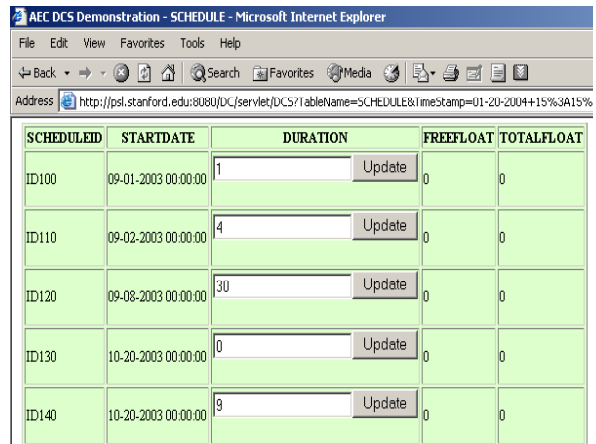 AEC DCS Demonstration - SCHEDULE - Microsoft Internet Explorer
File Edit View Favorites Tools Help
Back Search Favorites Media
Address http://psl.stanford.edu:8080/DC/servlet/DCS?TableName=SCHEDULE&TimeStamp=01-20-2004+15%3A15%
SCHEDULEID STARTDATE DURATION FREEFLOAT TOTALFLOAT
ID100 09-01-2003 00:00:00 1 Update 0 0
ID110 09-02-2003 00:00:00 4 Update 0 0
ID120 09-08-2003 00:00:00 30 Update 0 0
ID130 10-20-2003 00:00:00 0 Update 0 0
ID140 10-20-2003 00:00:00 9 Update 0 0